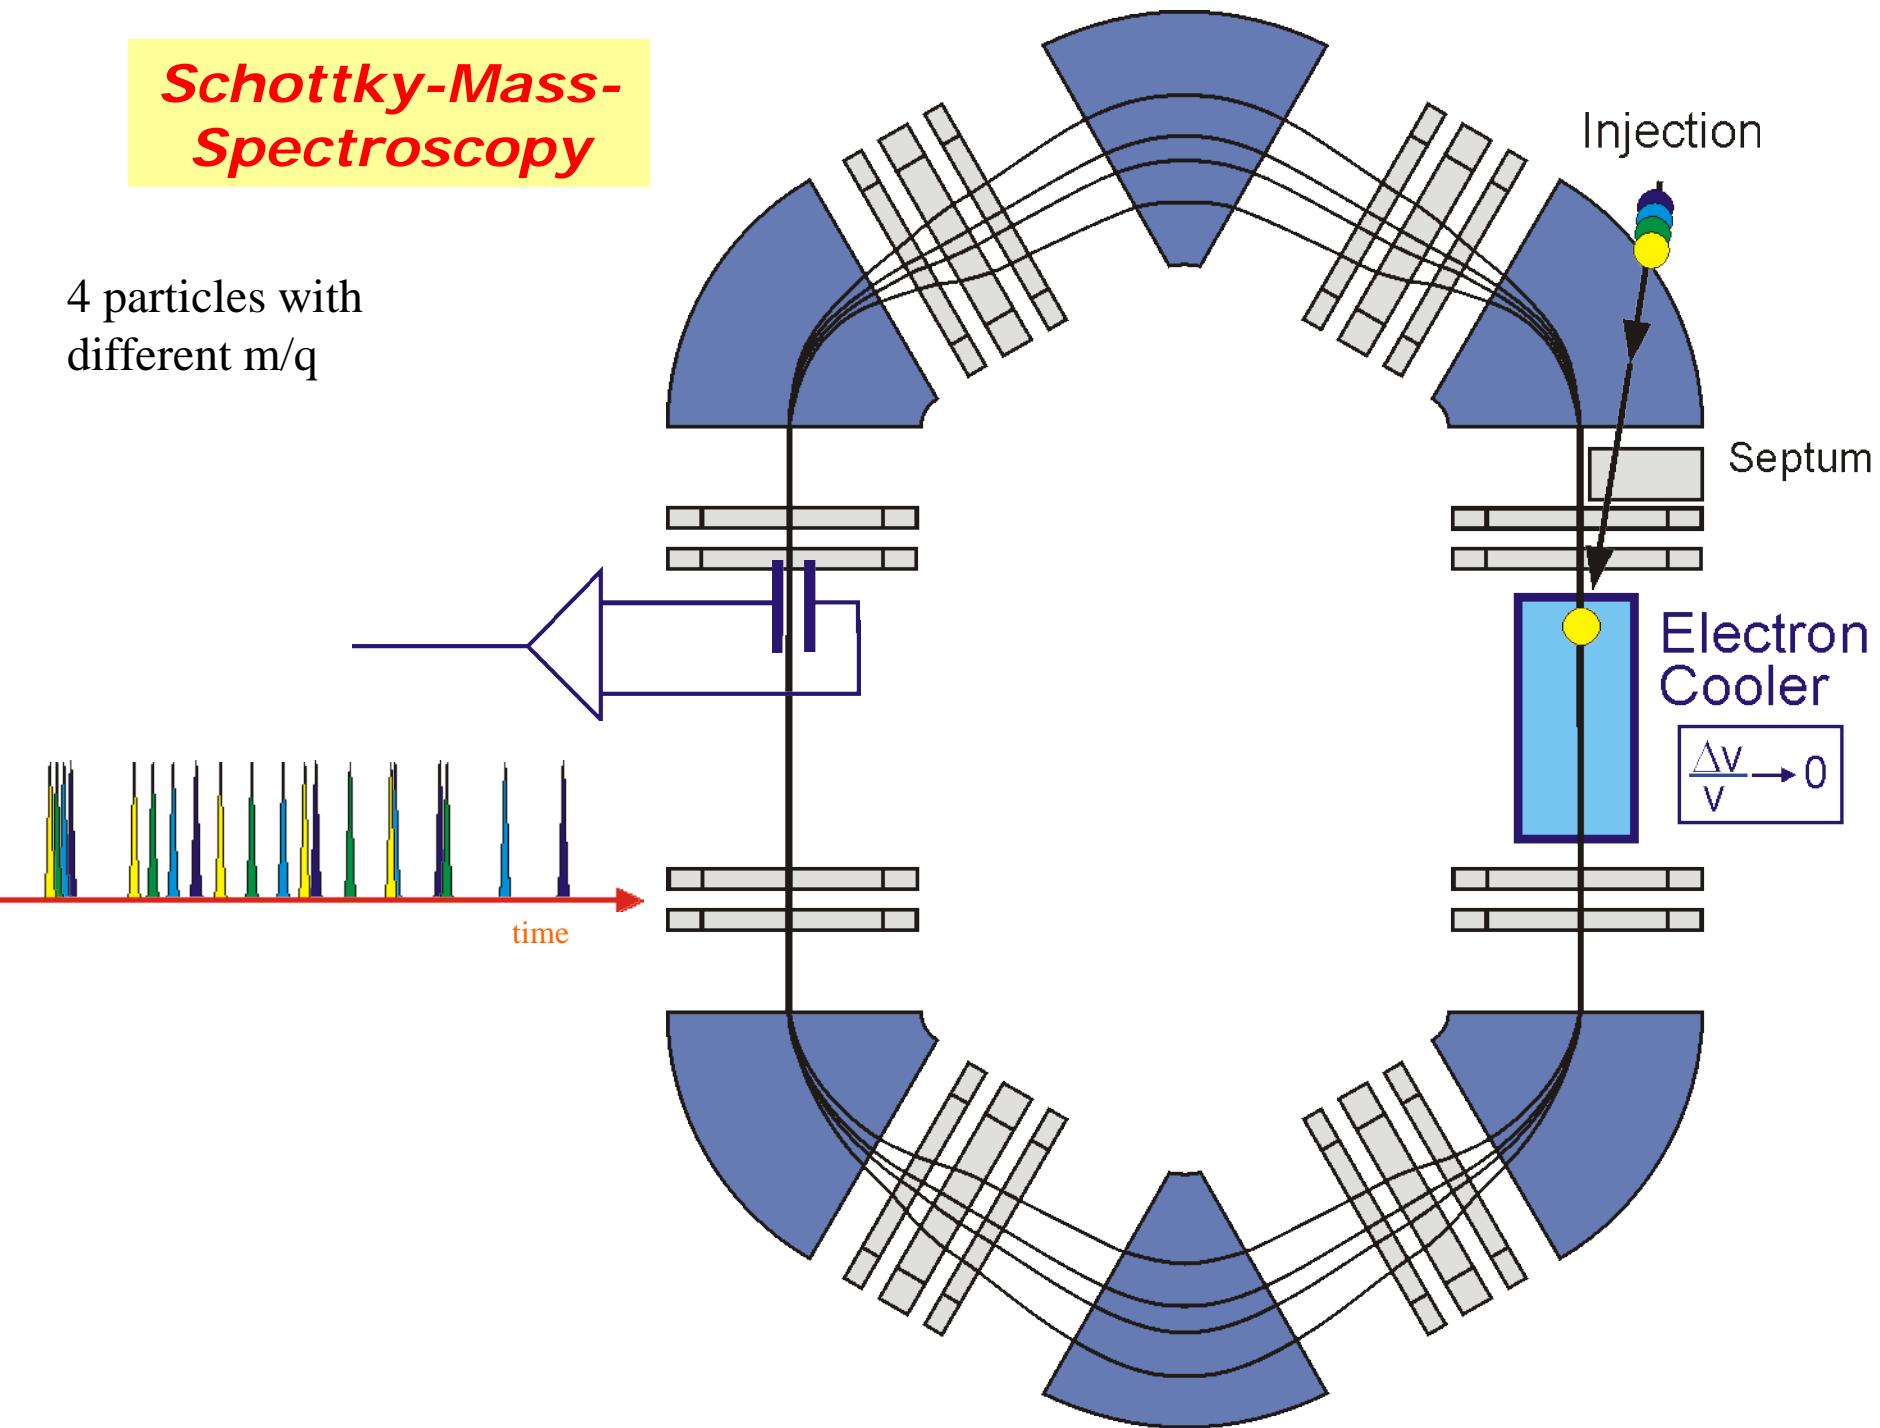 Schottky-Mass-
Spectroscopy
4 particles with
different m/q
Injection
Septum
Electron
Cooler
Δv
v
→ 0
time